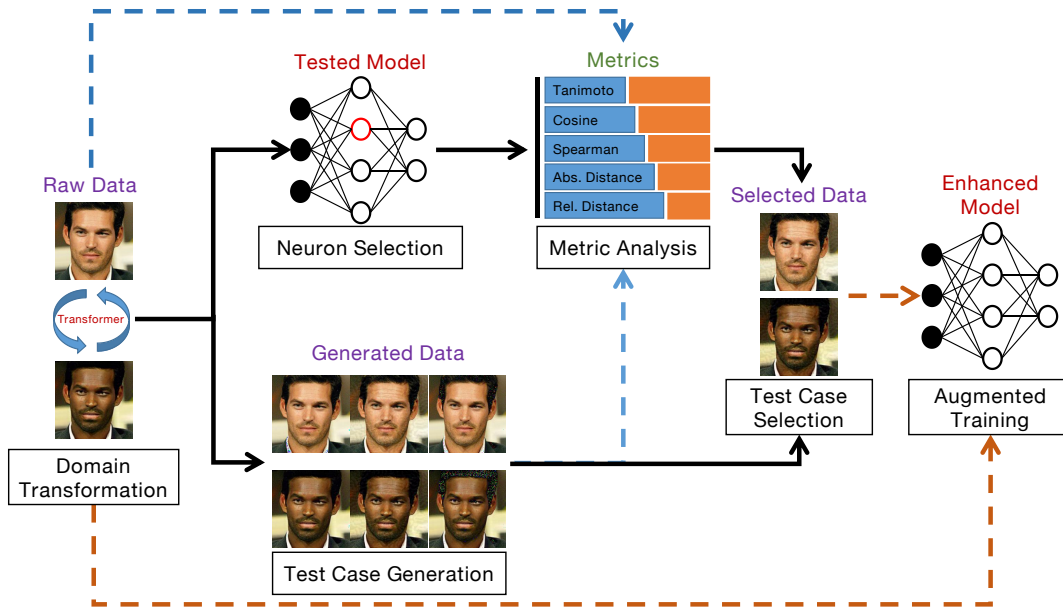 Tested Model
Metrics
Tanimoto
Cosine
Spearman
Abs. Distance
Rel. Distance
Raw Data
Selected Data
Enhanced
Model
Neuron Selection
Metric Analysis
Transformer
Generated Data
Domain
Transformation
Test Case
Selection
Augmented
Training
Test Case Generation